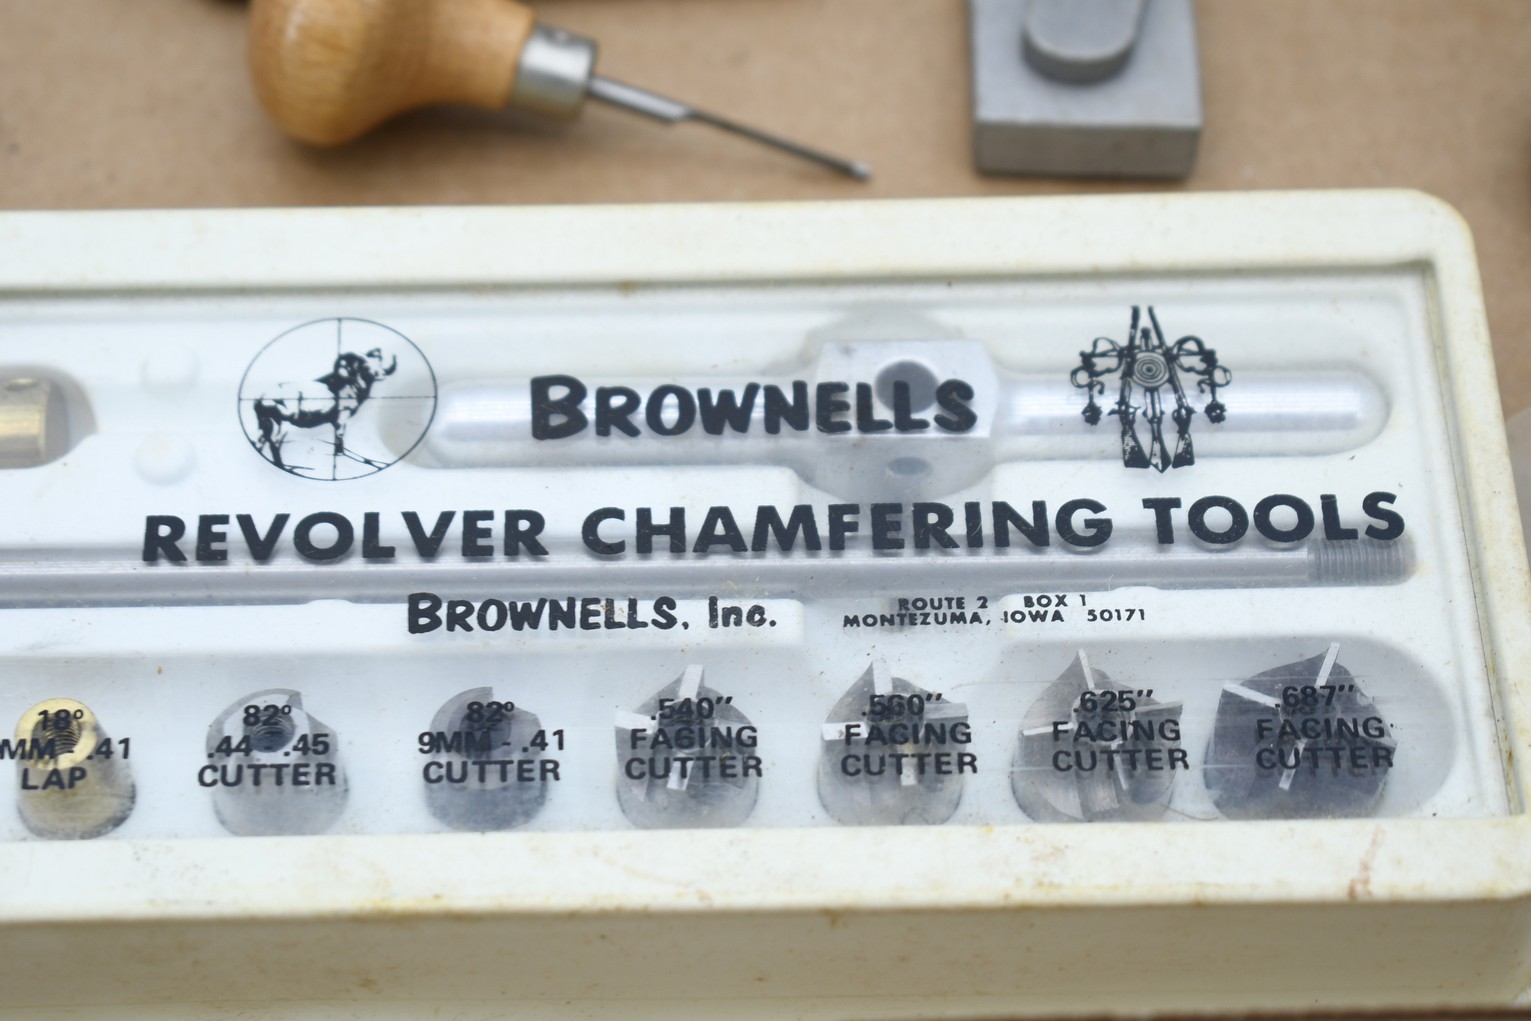 BROWNELLS
REVOLVER CHAMFERING TOOLS
BROWNELLS, Inc.
ROUTE 2 BOX 1
MONTEZUMA, IOWA 50171
18°
MM - .41
LAP
82°
.44 - .45
CUTTER
82°
9MM - .41
CUTTER
.540"
FACING
CUTTER
.560"
FACING
CUTTER
.625"
FACING
CUTTER
.687"
FACING
CUTTER